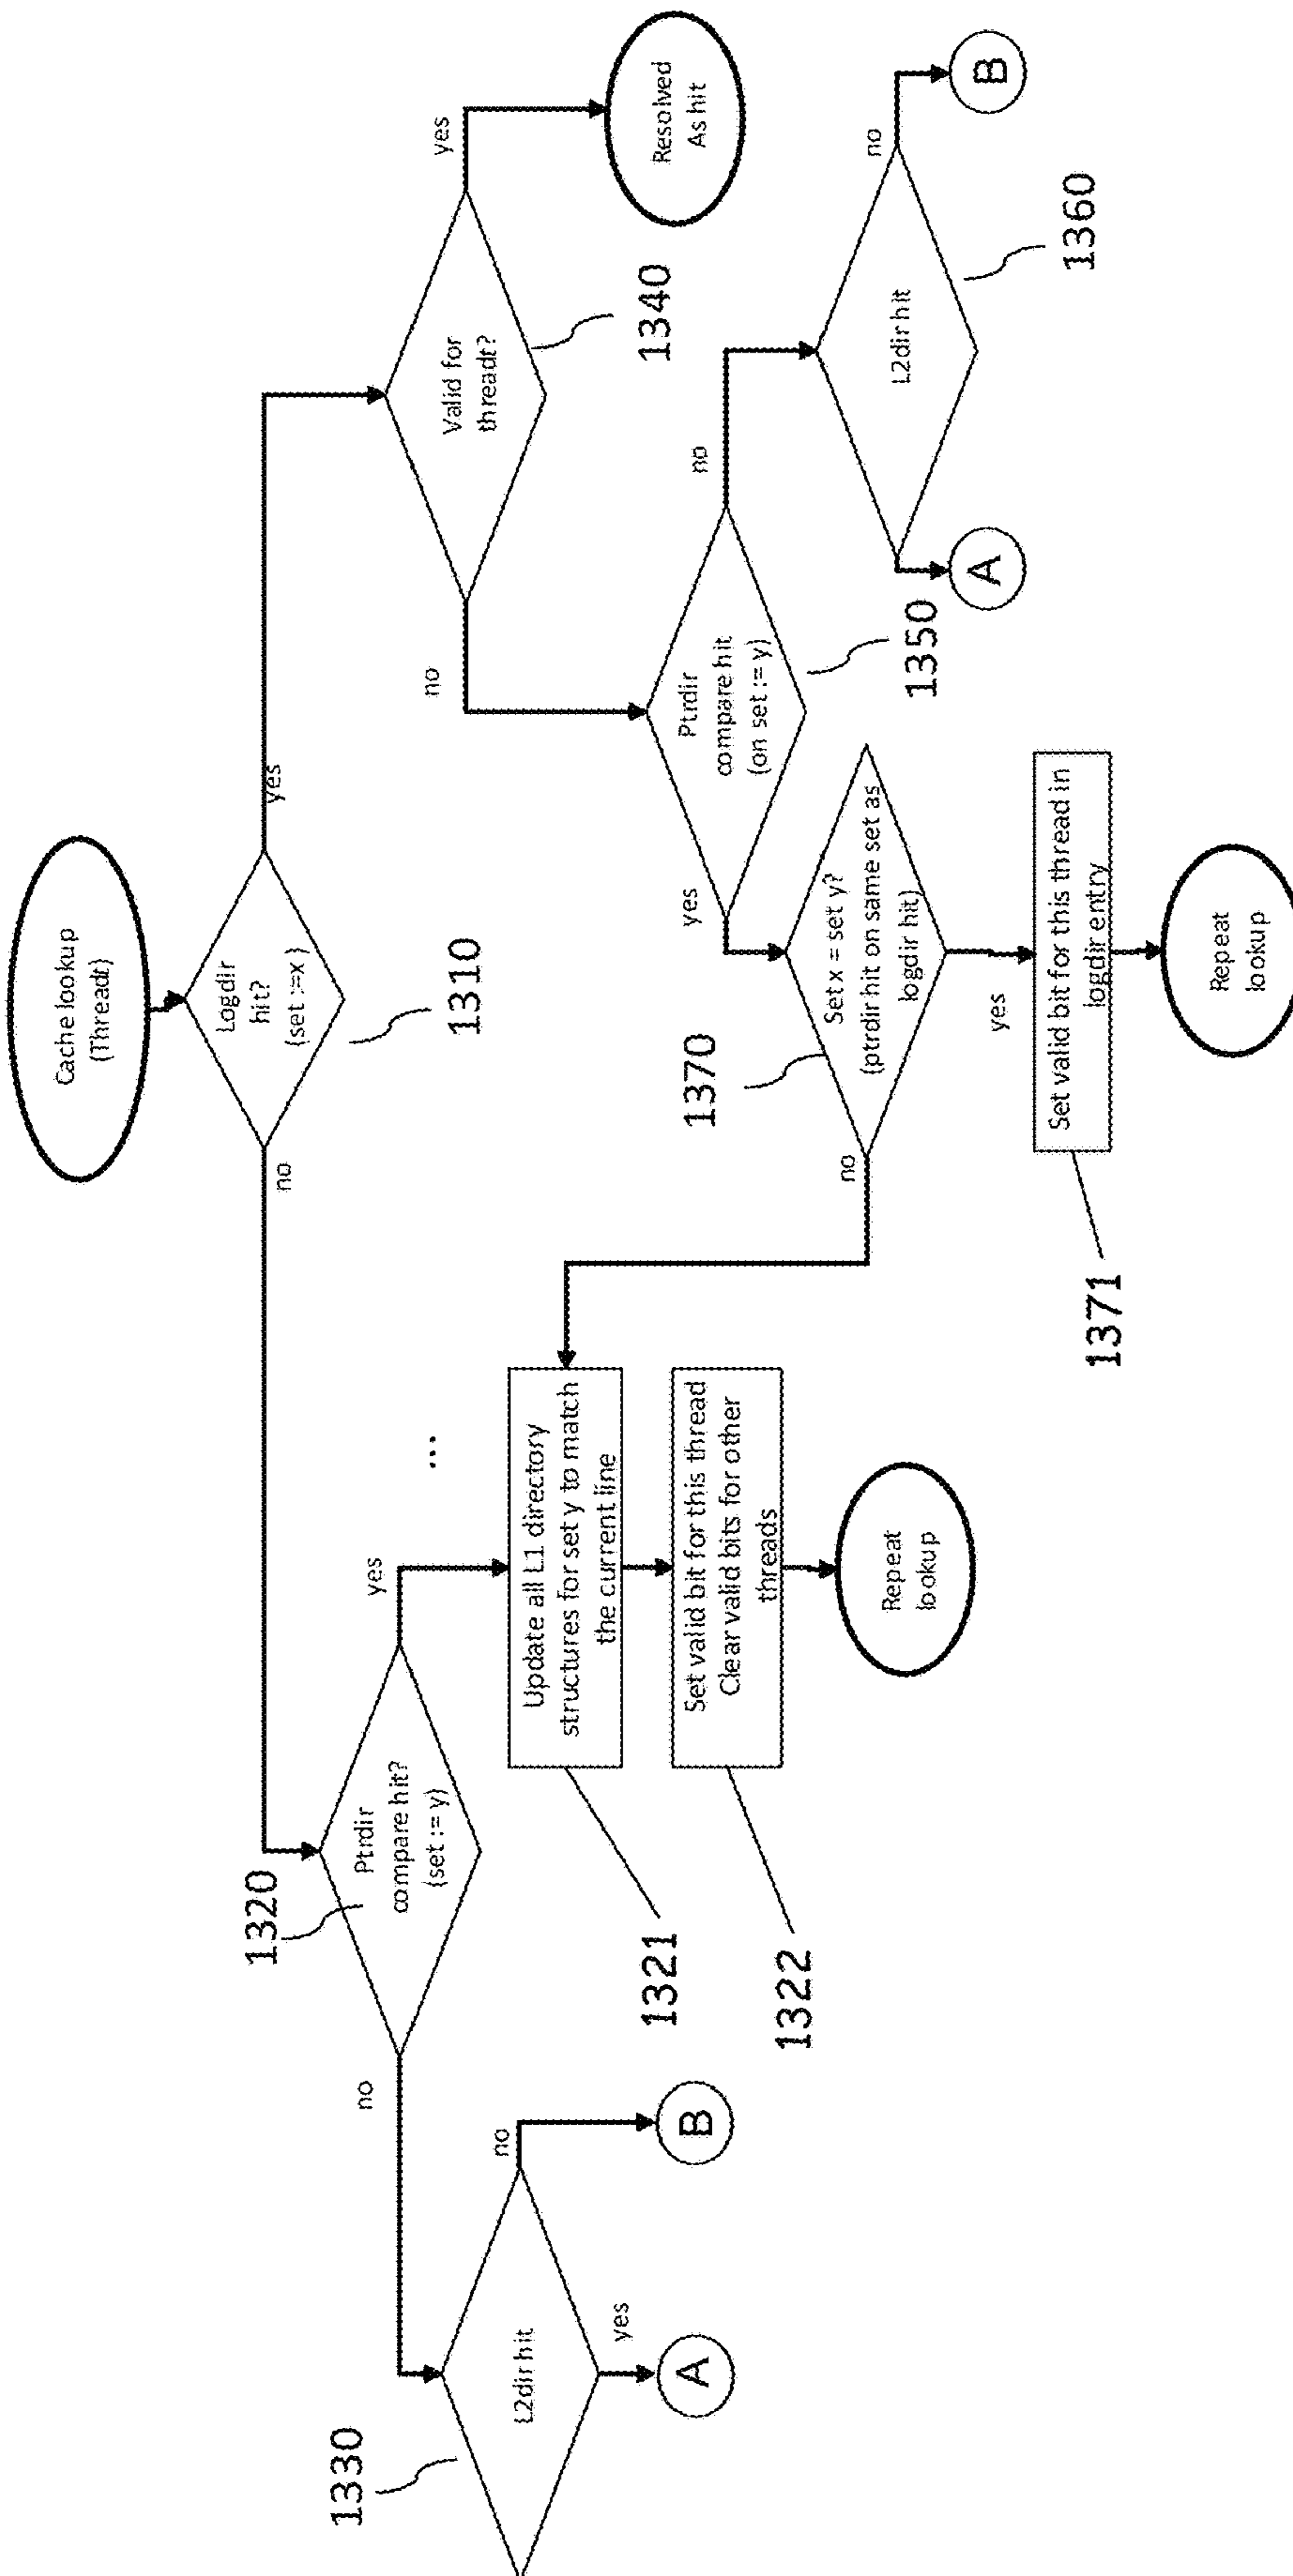 Cache lookup
(Threadt)
Logdir
hit?
(set :=x )
1310
no
yes
1320
Ptrdir
compare hit?
(set := y)
no
yes
1330
L2dir hit
yes
no
A
B
...
Update all L1 directory
structures for set y to match
the current line
1321
Set valid bit for this thread
Clear valid bits for other
threads
1322
Repeat
lookup
Valid for
threadt?
1340
no
yes
Resolved
As hit
Ptrdir
compare hit
(on set := y)
1350
yes
no
L2dir hit
1360
no
A
B
Set x = set y?
(ptrdir hit on same set as
logdir hit)
1370
no
yes
Set valid bit for this thread in
logdir entry
1371
Repeat
lookup